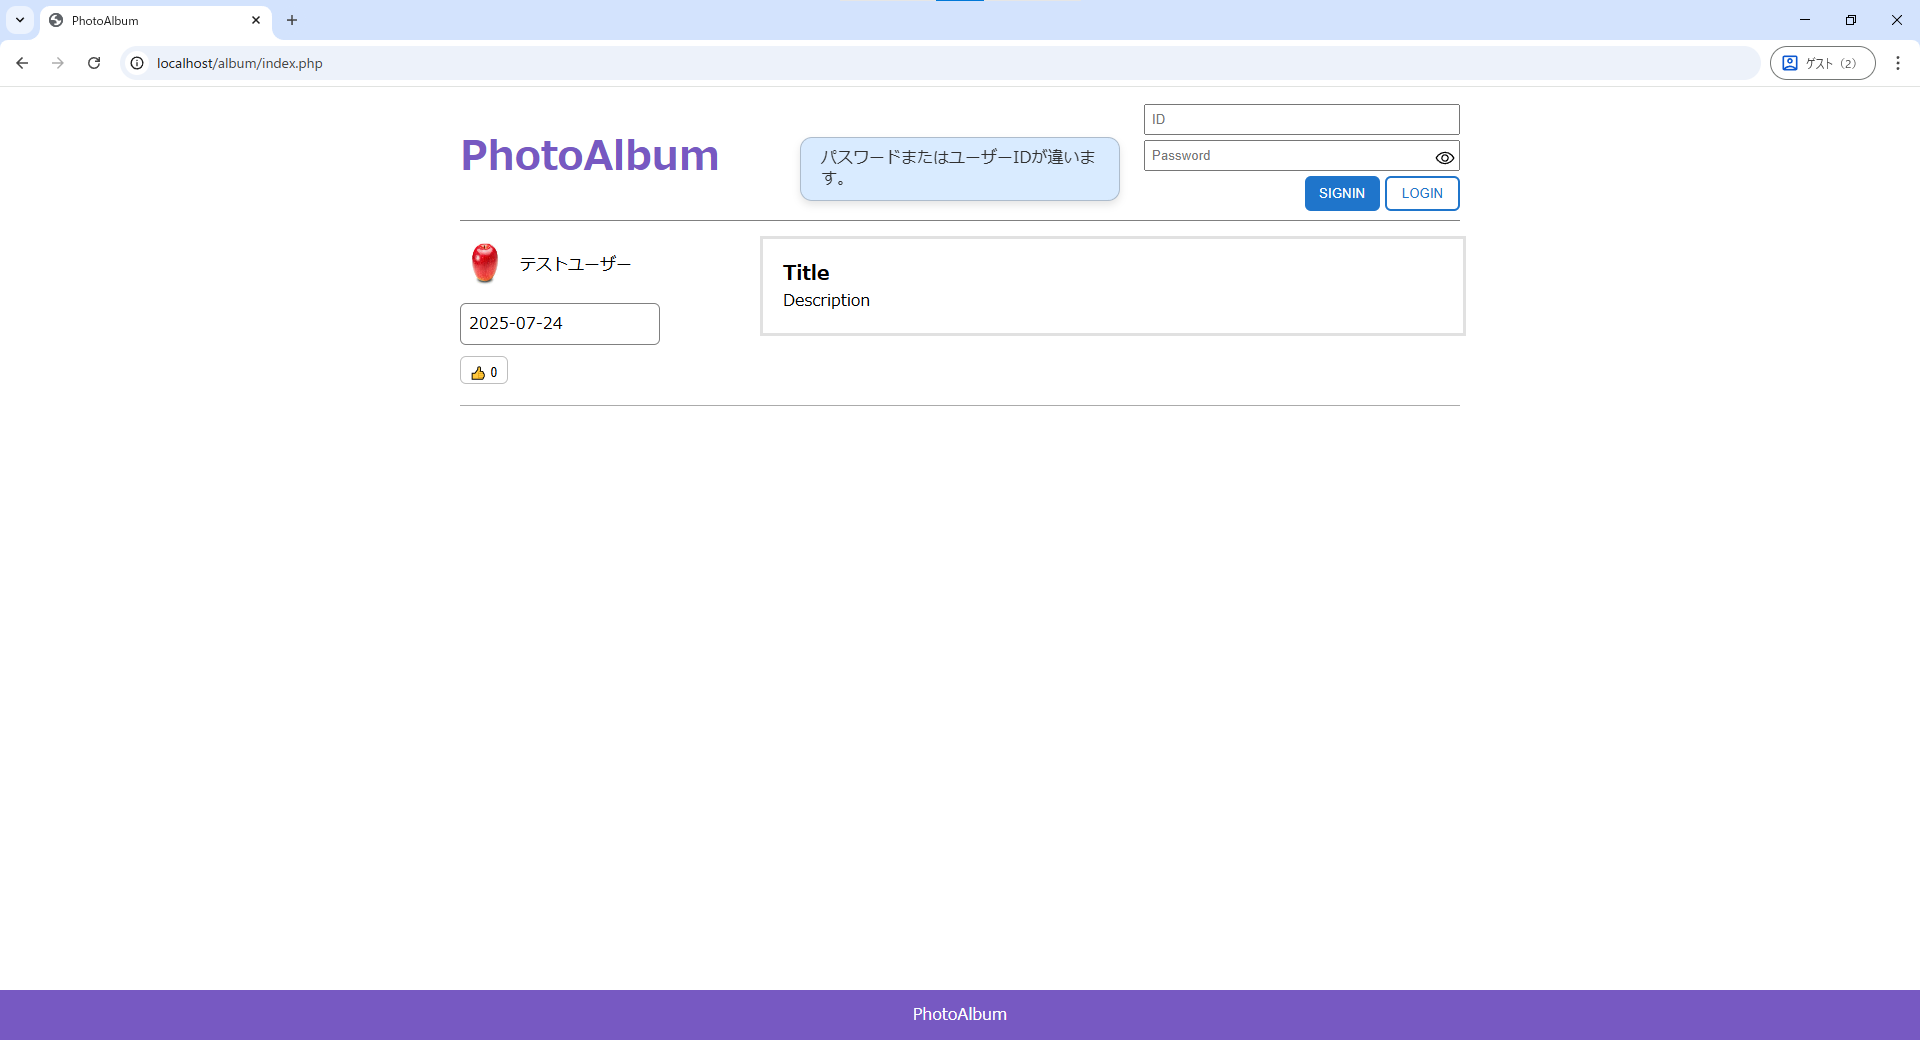 PhotoAlbum
localhost/album/index.php
ゲスト（2）
PhotoAlbum
パスワードまたはユーザーIDが違いま
す。
ID
Password
SIGNIN
LOGIN
テストユーザー
2025-07-24
👍 0
Title
Description
PhotoAlbum